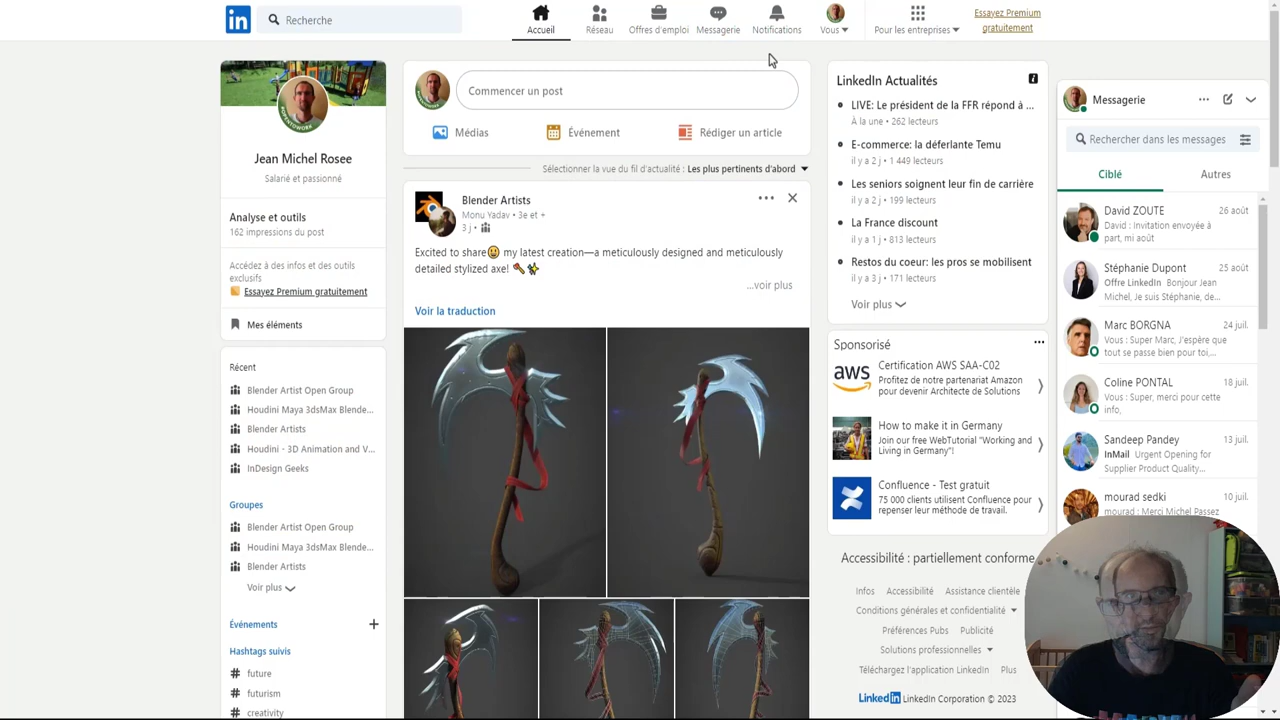 in
Recherche
Accueil
Réseau
Offres d'emploi
Messagerie
Notifications
Vous
Pour les entreprises
Essayez Premium
gratuitement
#OPENTOWORK
Jean Michel Rosee
Salarié et passionné
Analyse et outils
162 impressions du post
Accédez à des infos et des outils
exclusifs
Essayez Premium gratuitement
Mes éléments
Récent
Blender Artist Open Group
Houdini Maya 3dsMax Blende...
Blender Artists
Houdini - 3D Animation and V...
InDesign Geeks
Groupes
Blender Artist Open Group
Houdini Maya 3dsMax Blende...
Blender Artists
Voir plus
Événements
Hashtags suivis
# future
# futurism
# creativity
Commencer un post
Médias
Événement
Rédiger un article
Sélectionner la vue du fil d'actualité : Les plus pertinents d'abord
Blender Artists
Monu Yadav • 3e et +
3 j •
Excited to share😃 my latest creation—a meticulously designed and meticulously
detailed stylized axe! 🪓✨
...voir plus
Voir la traduction
LinkedIn Actualités
LIVE: Le président de la FFR répond à ...
À la une • 262 lecteurs
E-commerce: la déferlante Temu
il y a 2 j • 1 449 lecteurs
Les seniors soignent leur fin de carrière
il y a 2 j • 199 lecteurs
La France discount
il y a 1 j • 813 lecteurs
Restos du coeur: les pros se mobilisent
il y a 3 j • 171 lecteurs
Voir plus
Sponsorisé
aws
Certification AWS SAA-C02
Profitez de notre partenariat Amazon
pour devenir Architecte de Solutions
How to make it in Germany
Join our free WebTutorial "Working and
Living in Germany"!
Confluence - Test gratuit
75 000 clients utilisent Confluence pour
repenser leur méthode de travail.
Accessibilité : partiellement conforme
Infos
Accessibilité
Assistance clientèle
Conditions générales et confidentialité
Préférences Pubs
Publicité
Solutions professionnelles
Téléchargez l'application LinkedIn
Plus
LinkedIn LinkedIn Corporation © 2023
Messagerie
Rechercher dans les messages
Ciblé
Autres
David ZOUTE
26 août
David : Invitation envoyée à
part, mi août
Stéphanie Dupont
25 août
Offre LinkedIn Bonjour Jean
Michel, Je suis Stéphanie, de...
Marc BORGNA
24 juil.
Vous : Super Marc, J'espère que
tout se passe bien pour toi,...
Coline PONTAL
18 juil.
Vous : Super, merci pour cette
info,
Sandeep Pandey
13 juil.
InMail Urgent Opening for
Supplier Product Quality...
mourad sedki
10 juil.
mourad : Merci Michel Passez